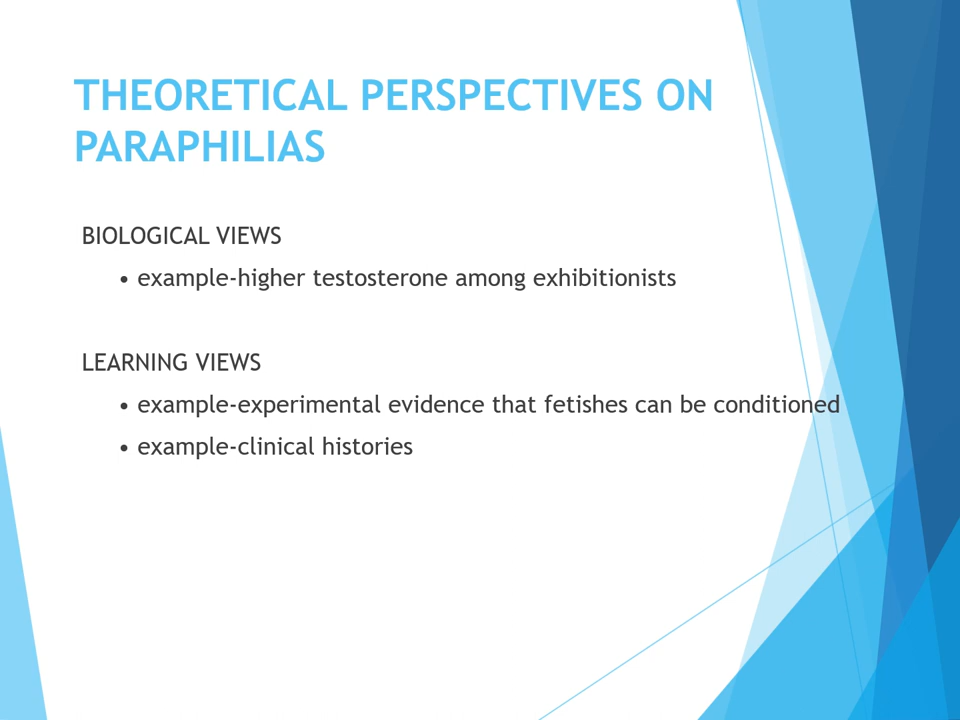 THEORETICAL PERSPECTIVES ON
PARAPHILIAS
BIOLOGICAL VIEWS
• example-higher testosterone among exhibitionists
LEARNING VIEWS
• example-experimental evidence that fetishes can be conditioned
• example-clinical histories